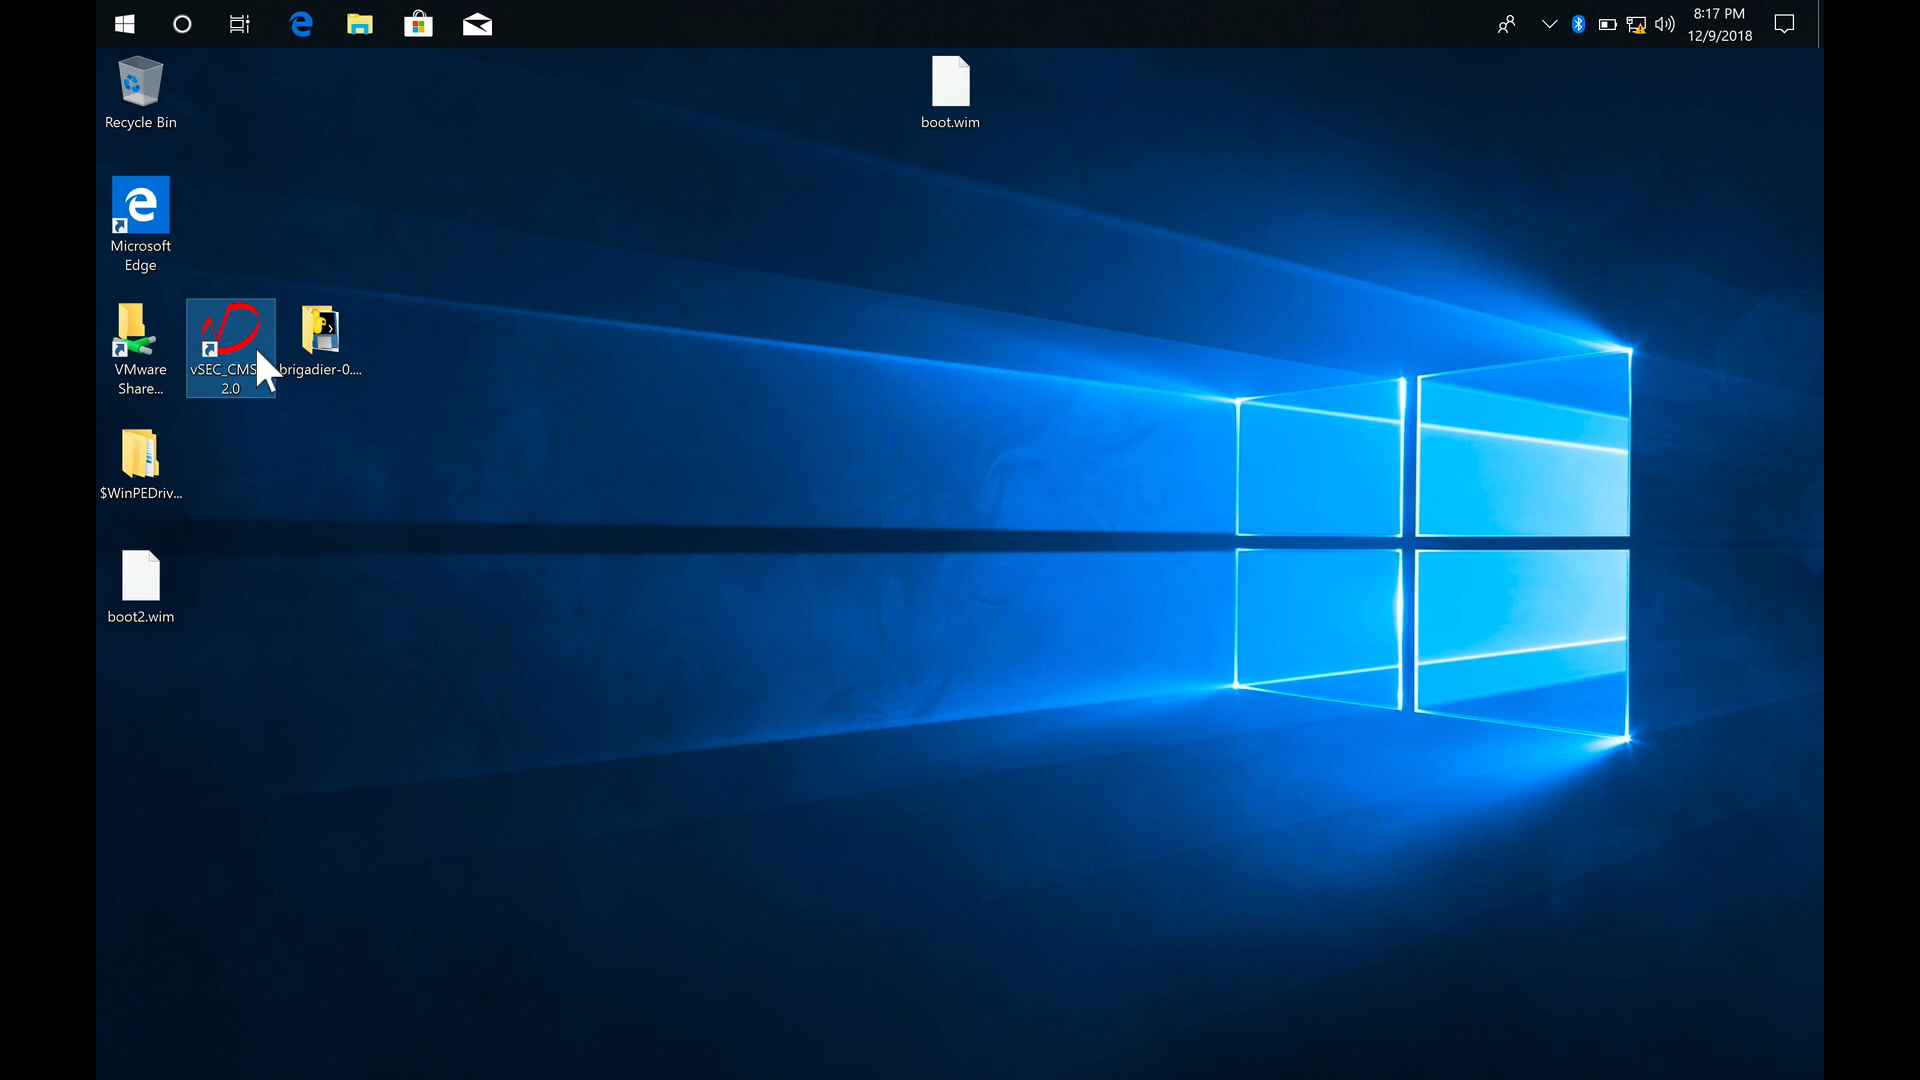 8:17 PM
12/9/2018
Recycle Bin
boot.wim
Microsoft
Edge
VMware
Share...
vSEC_CMS
2.0
brigadier-0....
$WinPEDriv...
boot2.wim